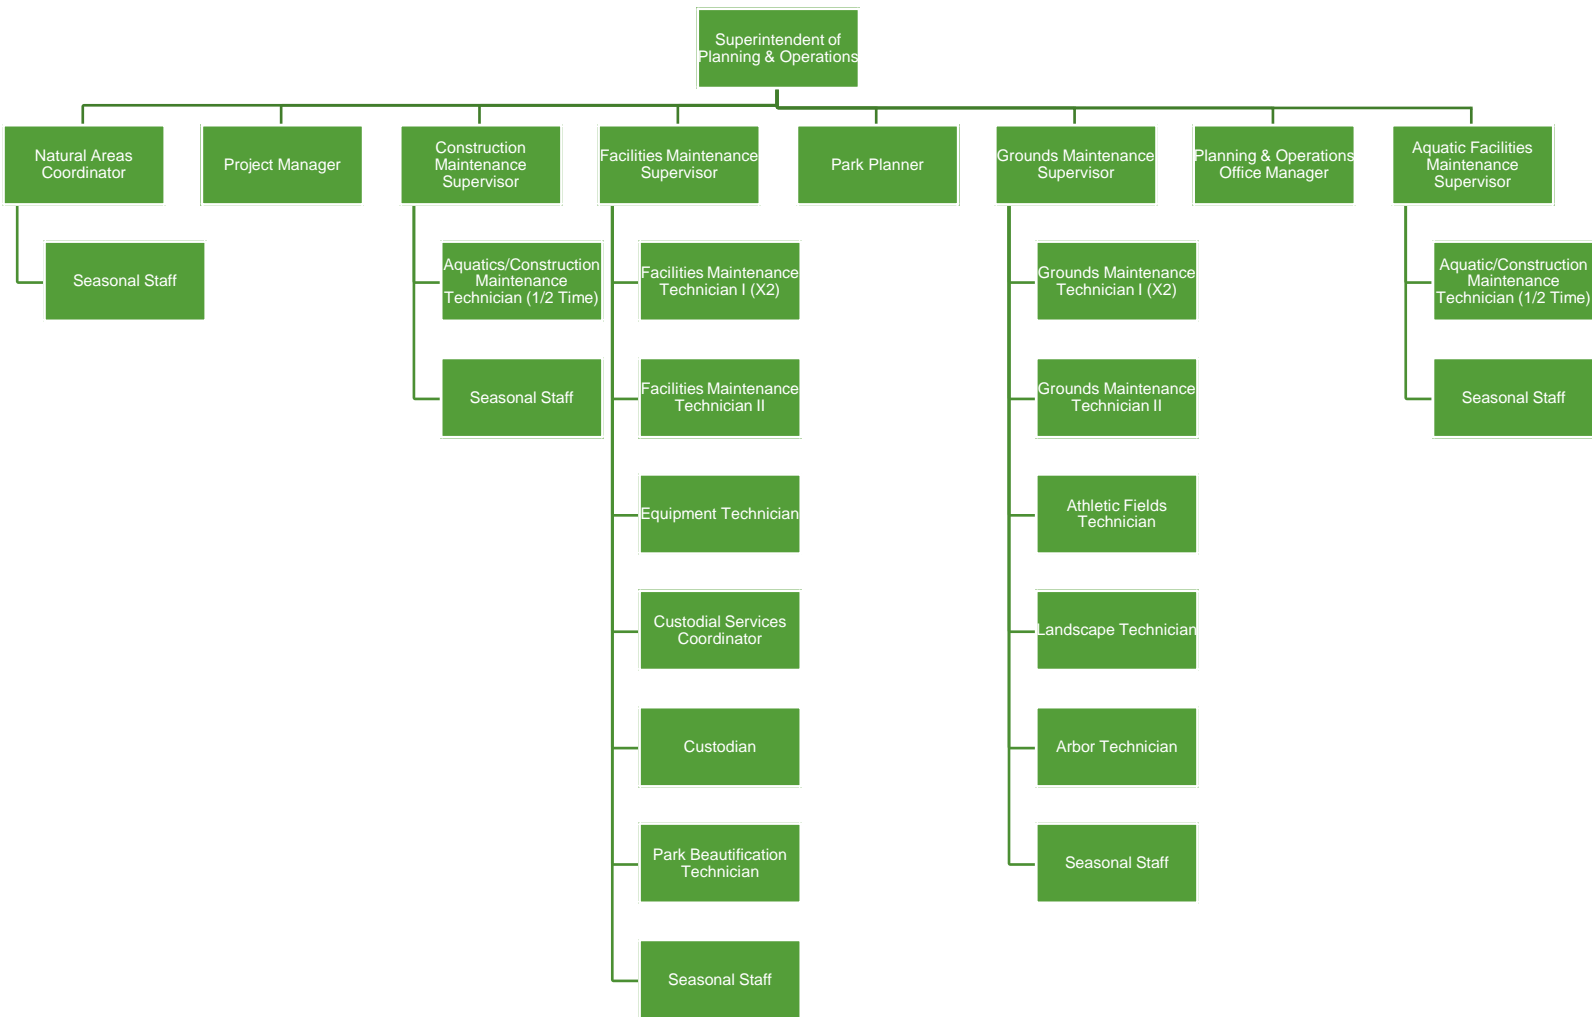 Superintendent of
Planning & Operations
Natural Areas
Coordinator
Project Manager
Construction
Maintenance
Supervisor
Facilities Maintenance
Supervisor
Park Planner
Grounds Maintenance
Supervisor
Planning & Operations
Office Manager
Aquatic Facilities
Maintenance
Supervisor
Seasonal Staff
Aquatics/Construction
Maintenance
Technician (1/2 Time)
Seasonal Staff
Facilities Maintenance
Technician I (X2)
Facilities Maintenance
Technician II
Equipment Technician
Custodial Services
Coordinator
Custodian
Park Beautification
Technician
Seasonal Staff
Grounds Maintenance
Technician I (X2)
Grounds Maintenance
Technician II
Athletic Fields
Technician
Landscape Technician
Arbor Technician
Seasonal Staff
Aquatic/Construction
Maintenance
Technician (1/2 Time)
Seasonal Staff